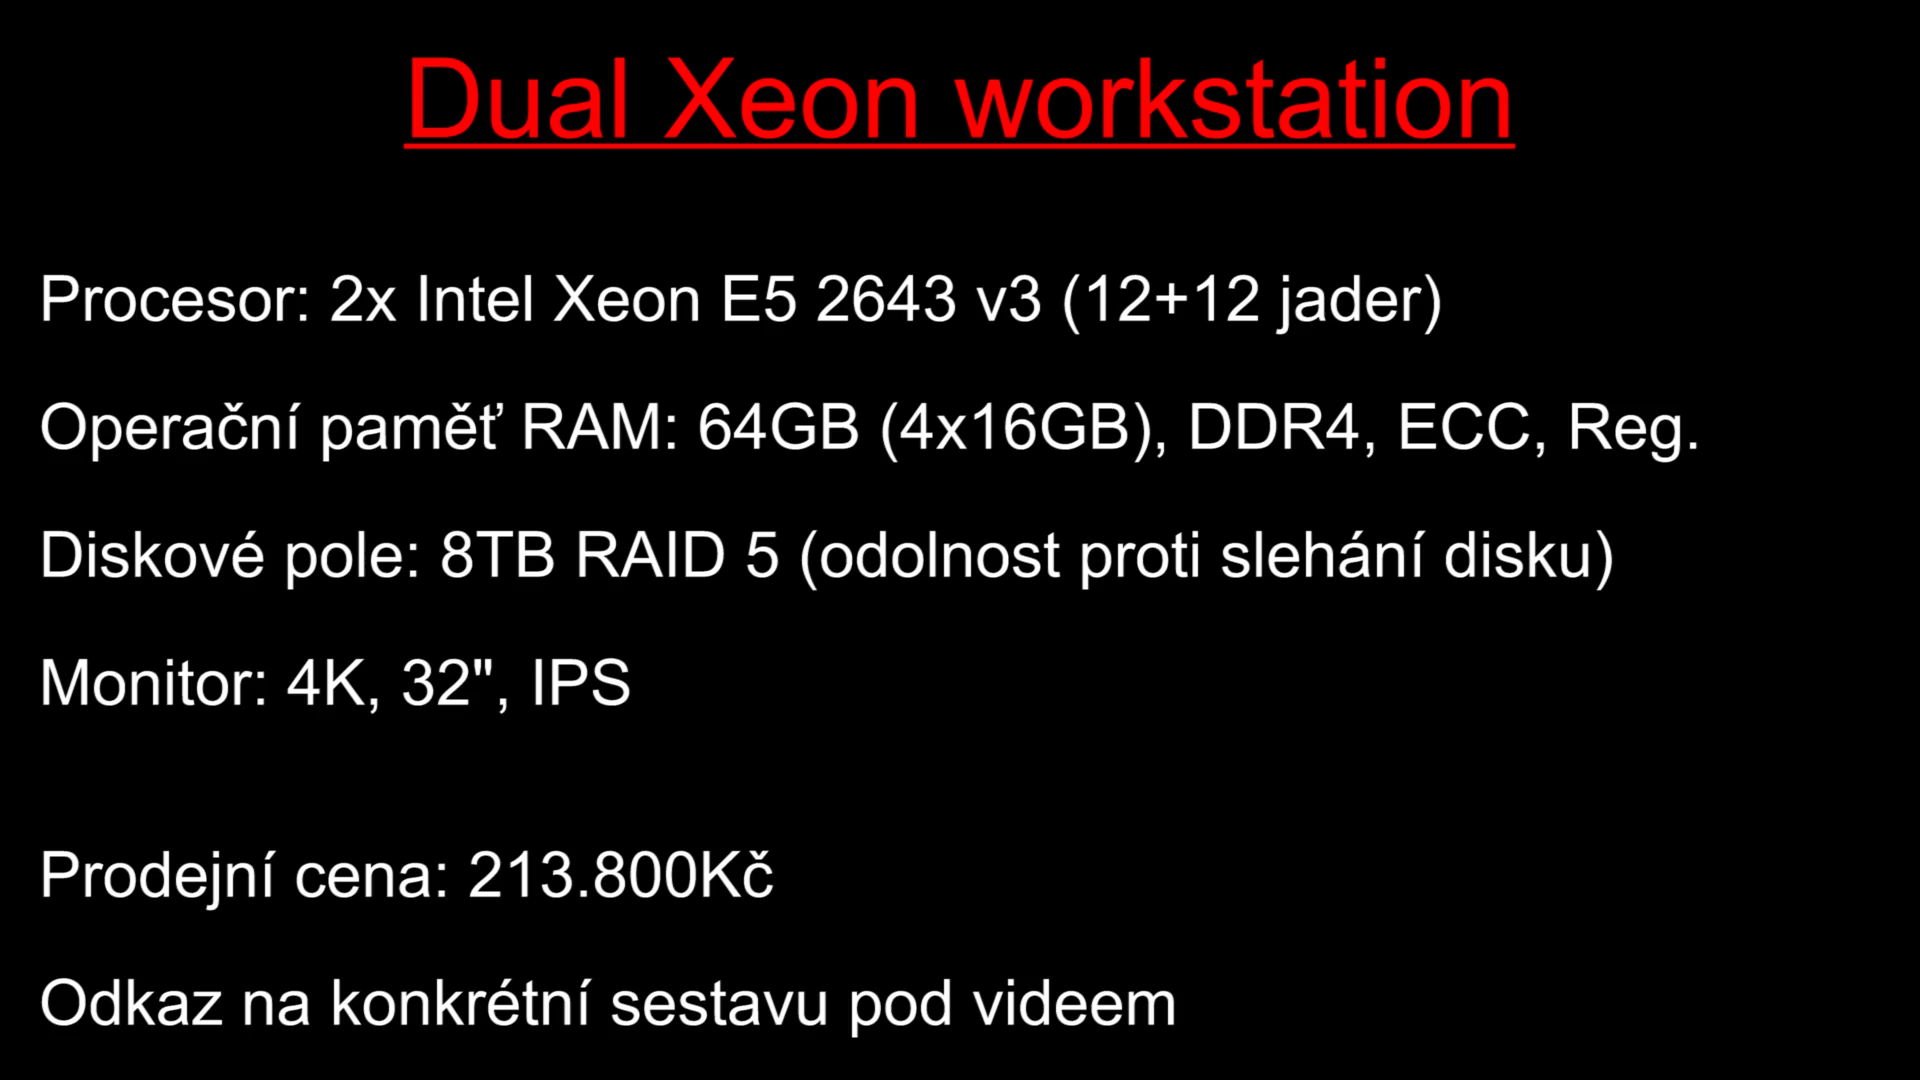 Dual Xeon workstation
Procesor: 2x Intel Xeon E5 2643 v3 (12+12 jader)
Operační paměť RAM: 64GB (4x16GB), DDR4, ECC, Reg.
Diskové pole: 8TB RAID 5 (odolnost proti slehání disku)
Monitor: 4K, 32", IPS
Prodejní cena: 213.800Kč
Odkaz na konkrétní sestavu pod videem